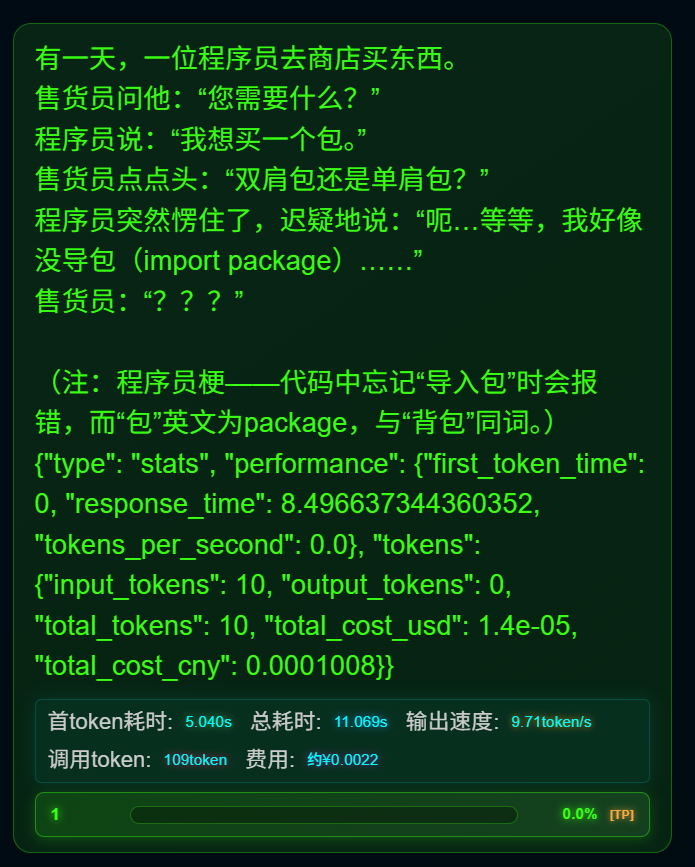 有一天，一位程序员去商店买东西。
售货员问他：“您需要什么？”
程序员说：“我想买一个包。”
售货员点点头：“双肩包还是单肩包？”
程序员突然愣住了，迟疑地说：“呃…等等，我好像
没导包（import package）……”
售货员：“？？？”
（注：程序员梗——代码中忘记“导入包”时会报
错，而“包”英文为package，与“背包”同词。）
{"type": "stats", "performance": {"first_token_time":
0, "response_time": 8.496637344360352,
"tokens_per_second": 0.0}, "tokens":
{"input_tokens": 10, "output_tokens": 0,
"total_tokens": 10, "total_cost_usd": 1.4e-05,
"total_cost_cny": 0.0001008}}
首token耗时: 5.040s 总耗时: 11.069s 输出速度: 9.71token/s
调用token: 109token 费用: 约¥0.0022
1 0.0% [TP]